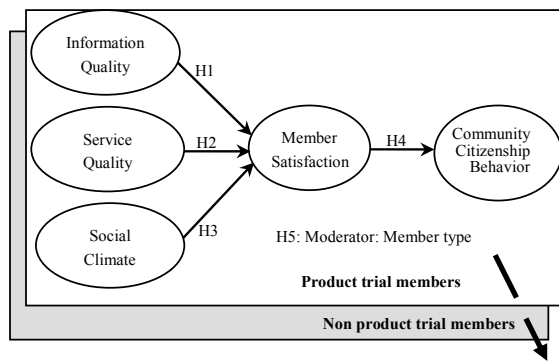 Information
Quality
H1
Service
Quality
H2
Member
Satisfaction
H4
Community
Citizenship
Behavior
Social
Climate
H3
H5: Moderator: Member type
Product trial members
Non product trial members